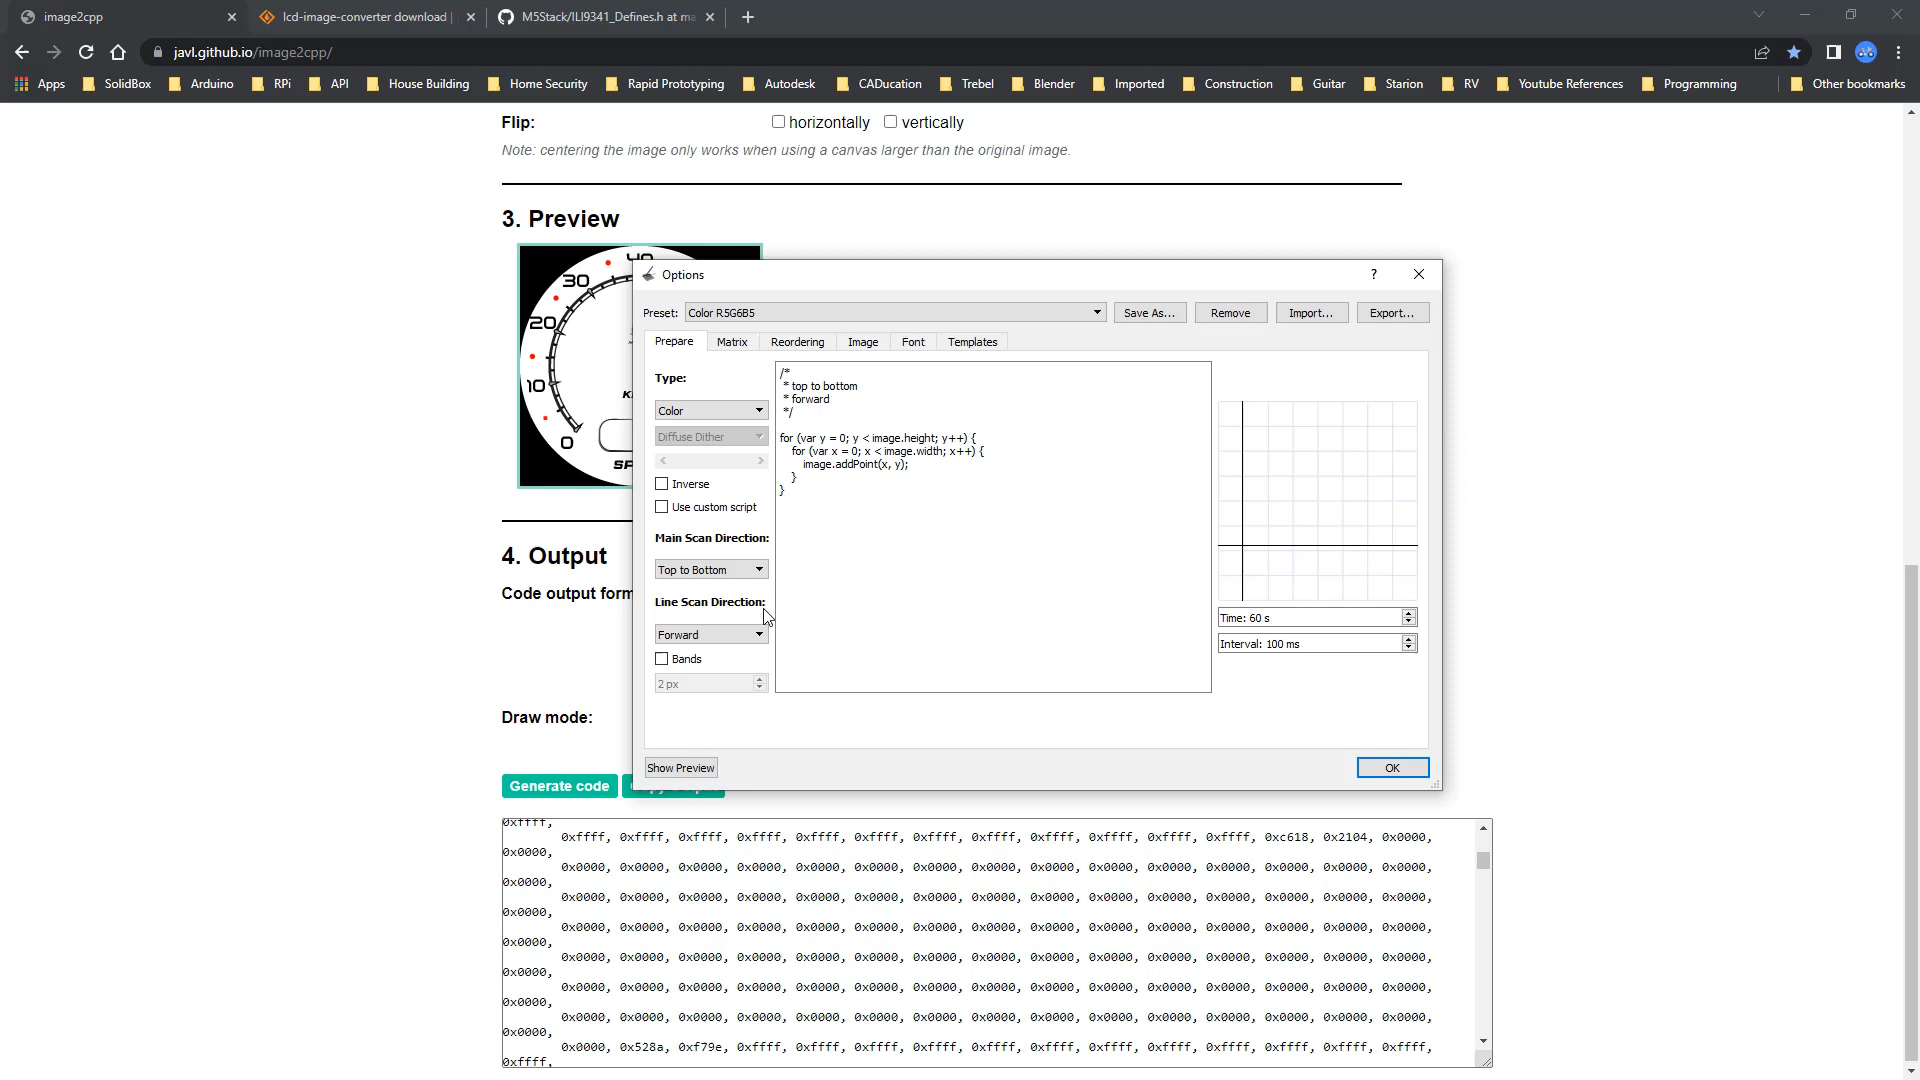 image2cpp
lcd-image-converter download |
M5Stack/ILI9341_Defines.h at ma
javl.github.io/image2cpp/
Apps
SolidBox
Arduino
RPi
API
House Building
Home Security
Rapid Prototyping
Autodesk
CADucation
Trebel
Blender
Imported
Construction
Guitar
Starion
RV
Youtube References
Programming
Other bookmarks
Flip:
horizontally
vertically
Note: centering the image only works when using a canvas larger than the original image.
3. Preview
40
30
20
10
0
SP
4. Output
Code output form
Draw mode:
Generate code
Options
?
Preset:
Color R5G6B5
Save As...
Remove
Import...
Export...
Prepare
Matrix
Reordering
Image
Font
Templates
Type:
Color
Diffuse Dither
Inverse
Use custom script
Main Scan Direction:
Top to Bottom
Line Scan Direction:
Forward
Bands
2 px
/*
* top to bottom
* forward
*/
for (var y = 0; y < image.height; y++) {
for (var x = 0; x < image.width; x++) {
image.addPoint(x, y);
}
}
Time: 60 s
Interval: 100 ms
Show Preview
OK
0xffff,
0xffff, 0xffff, 0xffff, 0xffff, 0xffff, 0xffff, 0xffff, 0xffff, 0xffff, 0xffff, 0xffff, 0xffff, 0xc618, 0x2104, 0x0000,
0x0000,
0x0000, 0x0000, 0x0000, 0x0000, 0x0000, 0x0000, 0x0000, 0x0000, 0x0000, 0x0000, 0x0000, 0x0000, 0x0000, 0x0000, 0x0000,
0x0000,
0x0000, 0x0000, 0x0000, 0x0000, 0x0000, 0x0000, 0x0000, 0x0000, 0x0000, 0x0000, 0x0000, 0x0000, 0x0000, 0x0000, 0x0000,
0x0000,
0x0000, 0x0000, 0x0000, 0x0000, 0x0000, 0x0000, 0x0000, 0x0000, 0x0000, 0x0000, 0x0000, 0x0000, 0x0000, 0x0000, 0x0000,
0x0000,
0x0000, 0x0000, 0x0000, 0x0000, 0x0000, 0x0000, 0x0000, 0x0000, 0x0000, 0x0000, 0x0000, 0x0000, 0x0000, 0x0000, 0x0000,
0x0000,
0x0000, 0x0000, 0x0000, 0x0000, 0x0000, 0x0000, 0x0000, 0x0000, 0x0000, 0x0000, 0x0000, 0x0000, 0x0000, 0x0000, 0x0000,
0x0000,
0x0000, 0x0000, 0x0000, 0x0000, 0x0000, 0x0000, 0x0000, 0x0000, 0x0000, 0x0000, 0x0000, 0x0000, 0x0000, 0x0000, 0x0000,
0x0000,
0x0000, 0x528a, 0xf79e, 0xffff, 0xffff, 0xffff, 0xffff, 0xffff, 0xffff, 0xffff, 0xffff, 0xffff, 0xffff, 0xffff, 0xffff,
0xffff,